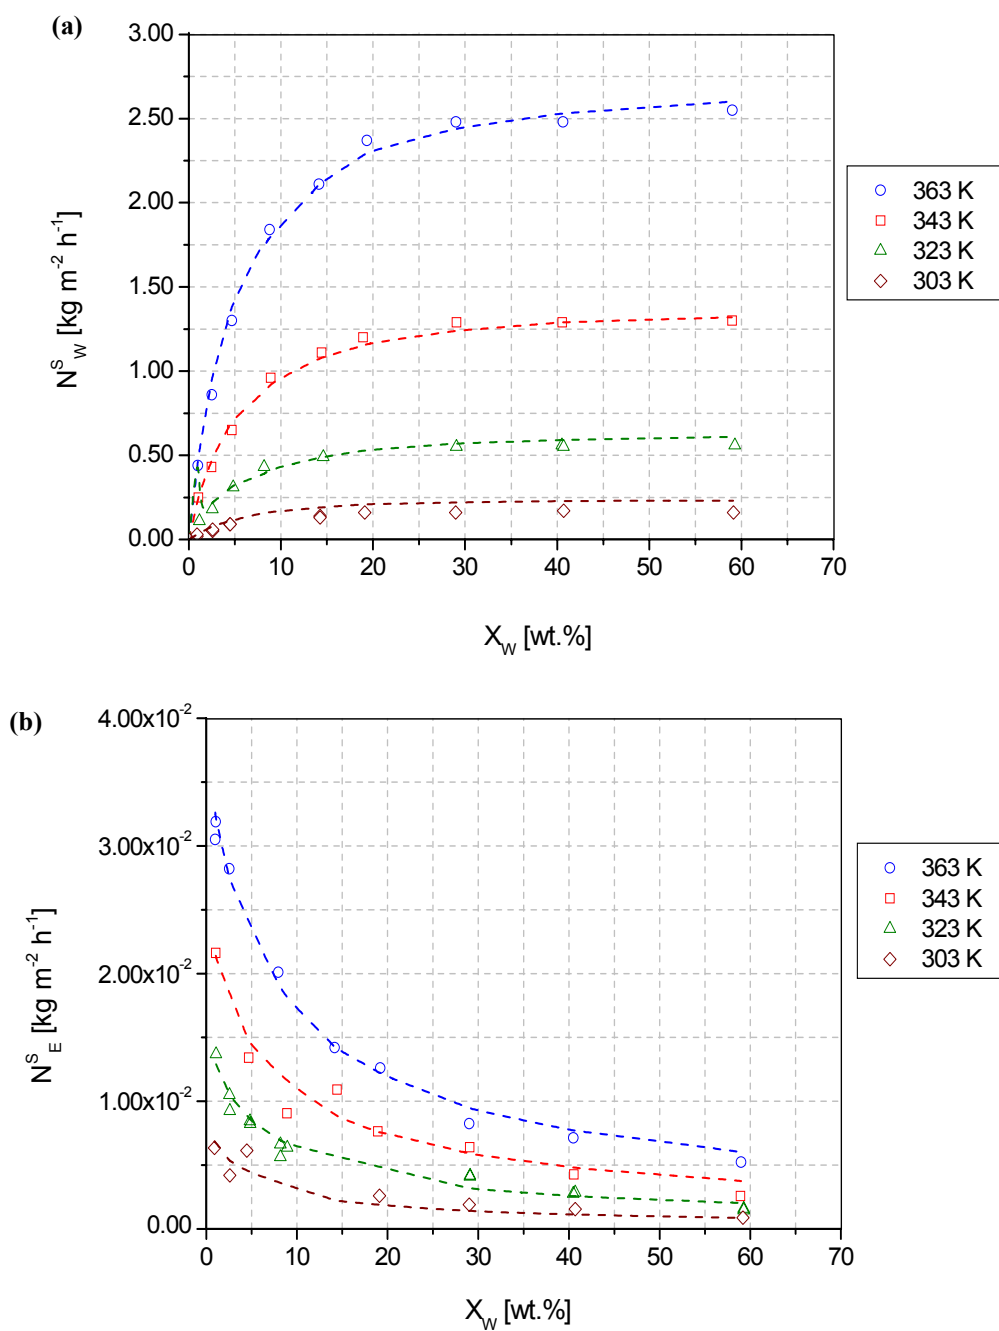 (a)
3.00
2.50
2.00
1.50
1.00
0.50
0.00
N^S_W [kg m^-2 h^-1]
0 10 20 30 40 50 60 70
X_W [wt.%]
363 K
343 K
323 K
303 K
(b)
4.00x10^-2
3.00x10^-2
2.00x10^-2
1.00x10^-2
0.00
N^S_E [kg m^-2 h^-1]
0 10 20 30 40 50 60 70
X_W [wt.%]
363 K
343 K
323 K
303 K